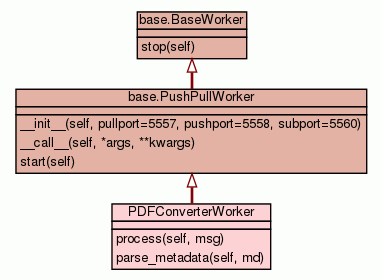 base.BaseWorker
stop(self)
base.PushPullWorker
__init__(self, pullport=5557, pushport=5558, subport=5560)
__call__(self, *args, **kwargs)
start(self)
PDFConverterWorker
process(self, msg)
parse_metadata(self, md)